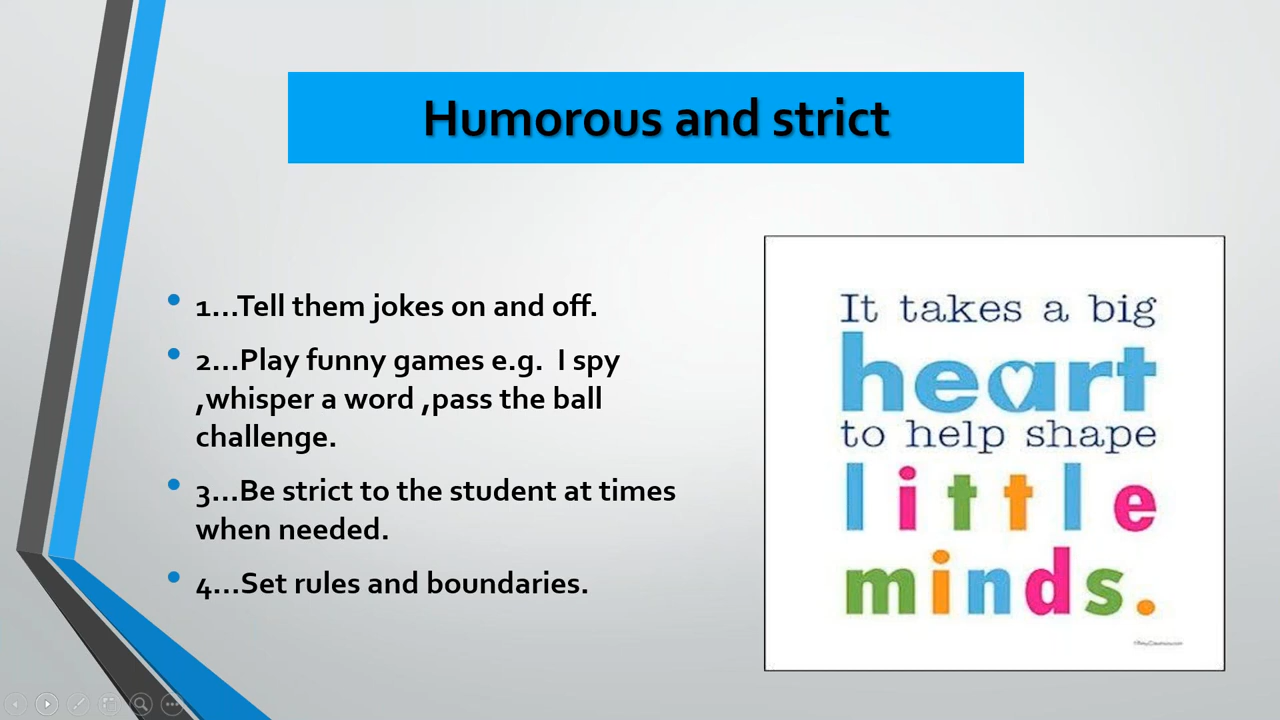 Humorous and strict
1...Tell them jokes on and off.
2...Play funny games e.g.  I spy
,whisper a word ,pass the ball
challenge.
3...Be strict to the student at times
when needed.
4...Set rules and boundaries.
It takes a big
heart
to help shape
little
minds.